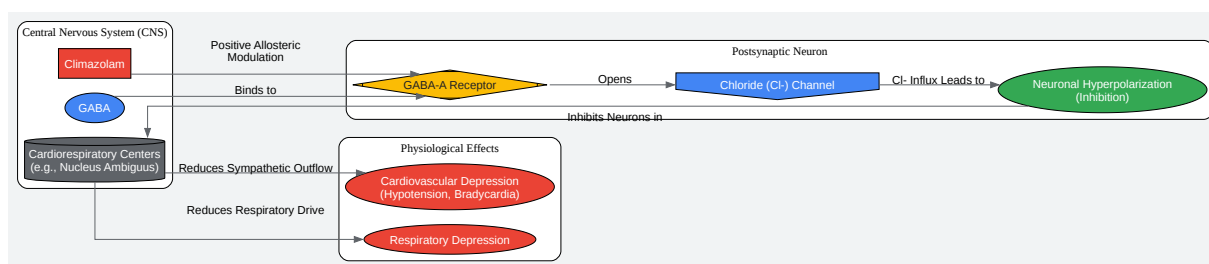 Central Nervous System (CNS)
Climazolam
GABA
Cardiorespiratory Centers
(e.g., Nucleus Ambiguus)
Positive Allosteric
Modulation
Binds to
Postsynaptic Neuron
GABA-A Receptor
Opens
Chloride (Cl-) Channel
Cl- Influx Leads to
Neuronal Hyperpolarization
(Inhibition)
Inhibits Neurons in
Reduces Sympathetic Outflow
Reduces Respiratory Drive
Physiological Effects
Cardiovascular Depression
(Hypotension, Bradycardia)
Respiratory Depression